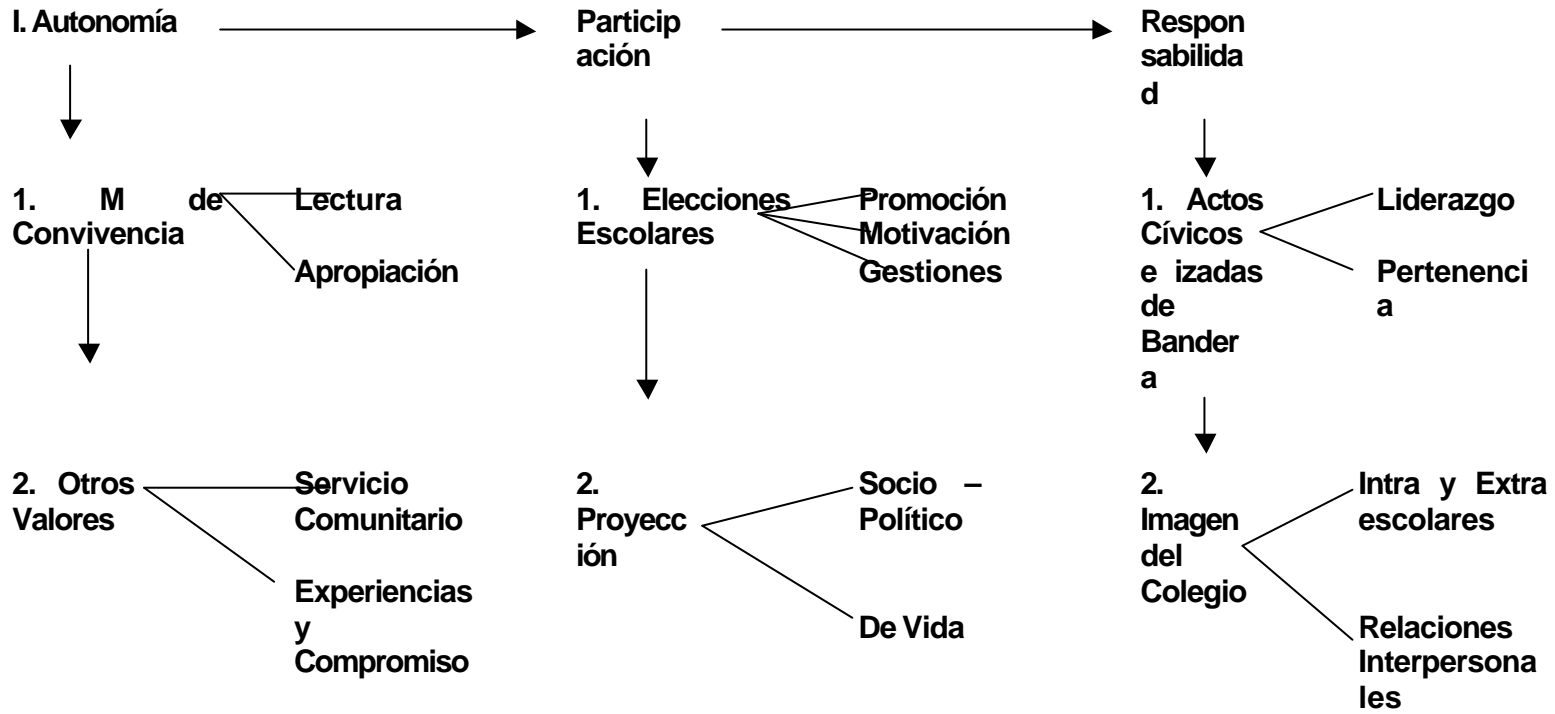 I. Autonomía
Particip
ación
Respon
sabilida
d
1. M de
Convivencia
Lectura
Apropiación
1. Elecciones
Escolares
Promoción
Motivación
Gestiones
1. Actos
Cívicos
e izadas
de
Bander
a
Liderazgo
Pertenenci
a
2. Otros
Valores
Servicio
Comunitario
Experiencias
y
Compromiso
2.
Proyecc
ión
Socio –
Político
De Vida
2.
Imagen
del
Colegio
Intra y Extra
escolares
Relaciones
Interpersona
les